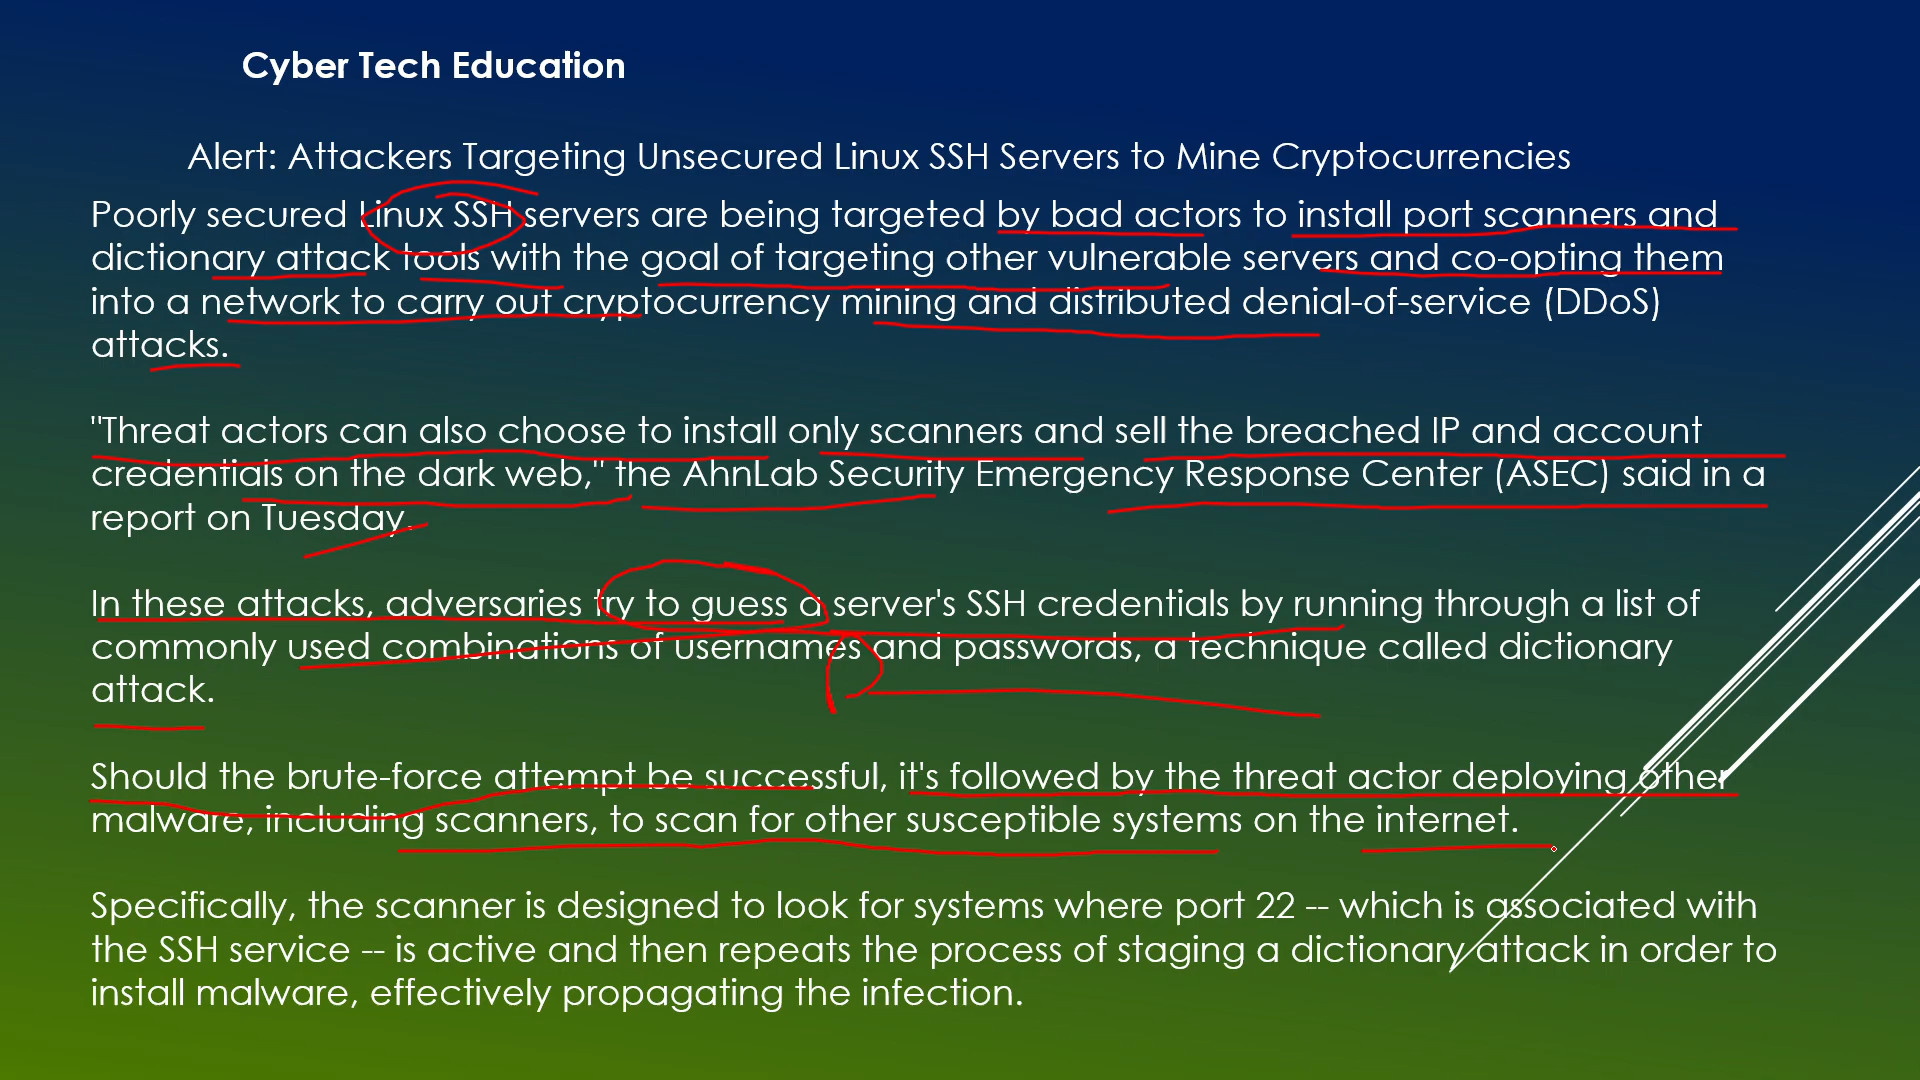 Cyber Tech Education
Alert: Attackers Targeting Unsecured Linux SSH Servers to Mine Cryptocurrencies
Poorly secured Linux SSH servers are being targeted by bad actors to install port scanners and
dictionary attack tools with the goal of targeting other vulnerable servers and co-opting them
into a network to carry out cryptocurrency mining and distributed denial-of-service (DDoS)
attacks.
"Threat actors can also choose to install only scanners and sell the breached IP and account
credentials on the dark web," the AhnLab Security Emergency Response Center (ASEC) said in a
report on Tuesday.
In these attacks, adversaries try to guess a server's SSH credentials by running through a list of
commonly used combinations of usernames and passwords, a technique called dictionary
attack.
Should the brute-force attempt be successful, it's followed by the threat actor deploying other
malware, including scanners, to scan for other susceptible systems on the internet.
Specifically, the scanner is designed to look for systems where port 22 -- which is associated with
the SSH service -- is active and then repeats the process of staging a dictionary attack in order to
install malware, effectively propagating the infection.